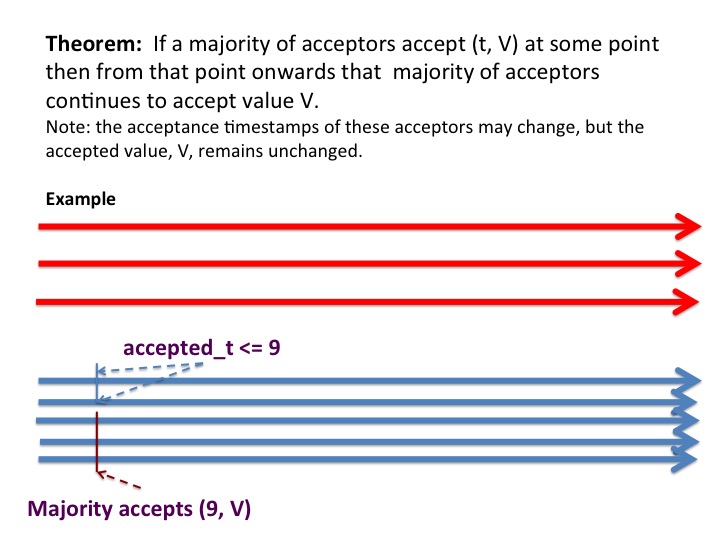 Theorem: If a majority of acceptors accept (t, V) at some point
then from that point onwards that majority of acceptors
continues to accept value V.
Note: the acceptance timestamps of these acceptors may change, but the
accepted value, V, remains unchanged.
Example
accepted_t <= 9
Majority accepts (9, V)